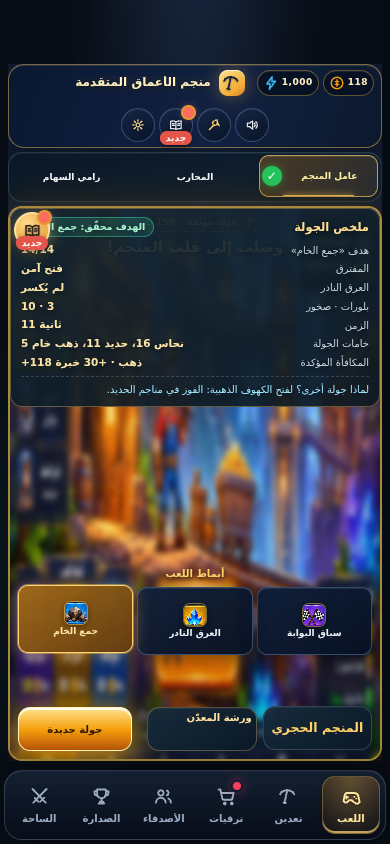 منجم الأعماق المتقدمة
1,000
118
جديد
عامل المنجم
المحارب
رامي السهام
ملخص الجولة
الهدف محقّق: جمع ا
جديد
هدف «جمع الخام» 14/14
المفترق فتح آمن
العرق النادر لم يُكسر
بلورات · صخور 3 · 10
الزمن 11 ثانية
خامات الجولة نحاس 16، حديد 11، ذهب خام 5
المكافأة المؤكدة +118 ذهب · +30 خبرة
لماذا جولة أخرى؟ لفتح الكهوف الذهبية: الفوز في مناجم الحديد.
أنماط اللعب
سباق البوابة
العرق النادر
جمع الخام
المنجم الحجري
ورشة المعدّن
جولة جديدة
اللعب
تعدين
ترقيات
الأصدقاء
الصدارة
الساحة